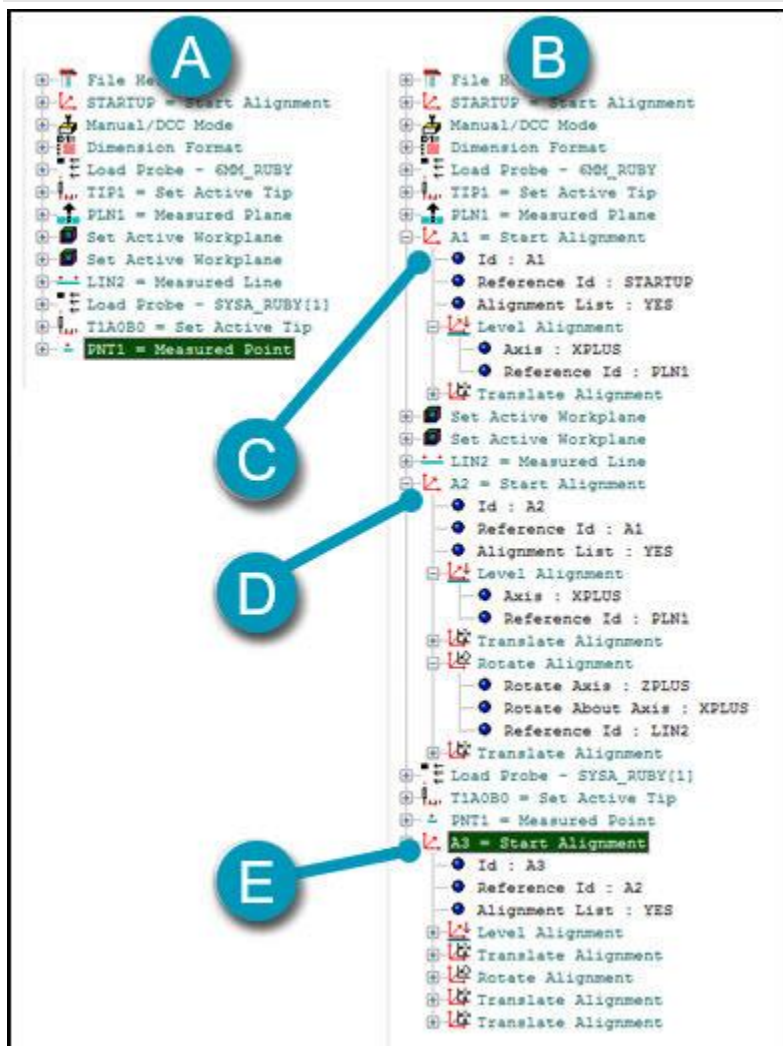 A
File He
STARTUP = Start Alignment
Manual/DCC Mode
Dimension Format
Load Probe - 6MM_RUBY
TIP1 = Set Active Tip
PLN1 = Measured Plane
Set Active Workplane
Set Active Workplane
LIN2 = Measured Line
Load Probe - SYSA_RUBY[1]
T1A0B0 = Set Active Tip
PNT1 = Measured Point
B
File H
STARTUP = Start Alignment
Manual/DCC Mode
Dimension Format
Load Probe - 6MM_RUBY
TIP1 = Set Active Tip
PLN1 = Measured Plane
A1 = Start Alignment
Id : A1
Reference Id : STARTUP
Alignment List : YES
Level Alignment
Axis : XPLUS
Reference Id : PLN1
Translate Alignment
Set Active Workplane
Set Active Workplane
LIN2 = Measured Line
A2 = Start Alignment
Id : A2
Reference Id : A1
Alignment List : YES
Level Alignment
Axis : XPLUS
Reference Id : PLN1
Translate Alignment
Rotate Alignment
Rotate Axis : ZPLUS
Rotate About Axis : XPLUS
Reference Id : LIN2
Translate Alignment
Load Probe - SYSA_RUBY[1]
T1A0B0 = Set Active Tip
PNT1 = Measured Point
A3 = Start Alignment
Id : A3
Reference Id : A2
Alignment List : YES
Level Alignment
Translate Alignment
Rotate Alignment
Translate Alignment
Translate Alignment
C
D
E